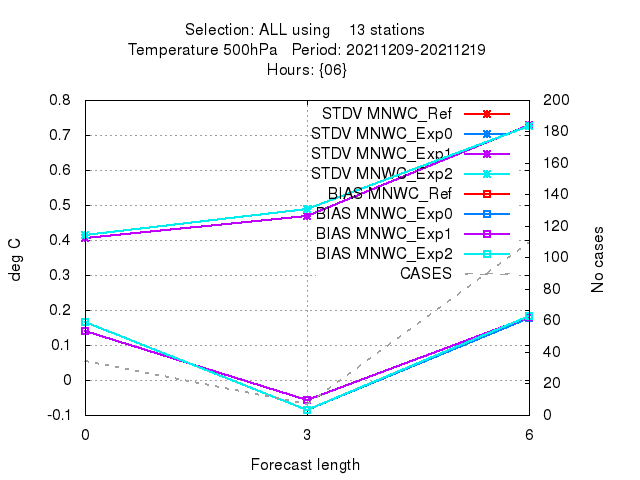 Selection: ALL using 13 stations
Temperature 500hPa Period: 20211209-20211219
Hours: {06}
0.8
0.7
0.6
0.5
0.4
0.3
0.2
0.1
0
-0.1
200
180
160
140
120
100
80
60
40
20
0
deg C
No cases
STDV MNWC_Ref
STDV MNWC_Exp0
STDV MNWC_Exp1
STDV MNWC_Exp2
BIAS MNWC_Ref
BIAS MNWC_Exp0
BIAS MNWC_Exp1
BIAS MNWC_Exp2
CASES
0 3 6
Forecast length